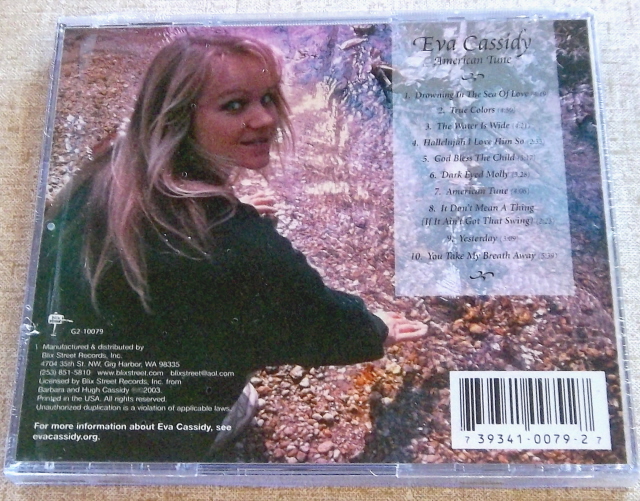 Eva Cassidy
American Tune
1. Drowning In The Sea Of Love
2. True Colors
3. The Water Is Wide
4. Hallelujah I Love Him So
5. God Bless The Child
6. Dark Eyed Molly
7. American Tune
8. It Don't Mean A Thing
[If It Ain't Got That Swing]
9. Yesterday
10. You Take My Breath Away
G2-10079
Manufactured & distributed by
Blix Street Records, Inc.
4704 35th St. NW, Gig Harbor, WA 98335
(253) 851-5810 www.blixstreet.com blixstreet@aol.com
Licensed by Blix Street Records, Inc. from
Barbara and Hugh Cassidy ℗©2003.
Printed in the USA. All rights reserved.
Unauthorized duplication is a violation of applicable laws.
For more information about Eva Cassidy, see
evacassidy.org.
7 39341-0079-2 7